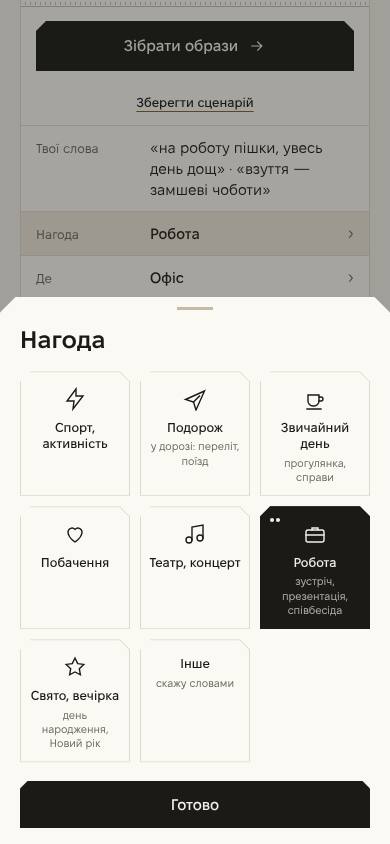 Зібрати образи →
Зберегти сценарій
Твої слова
«на роботу пішки, увесь
день дощ» · «взуття —
замшеві чоботи»
Нагода
Робота
Де
Офіс
Нагода
Спорт,
активність
Подорож
у дорозі: переліт,
поїзд
Звичайний
день
прогулянка,
справи
Побачення
Театр, концерт
Робота
зустріч,
презентація,
співбесіда
Свято, вечірка
день
народження,
Новий рік
Інше
скажу словами
Готово